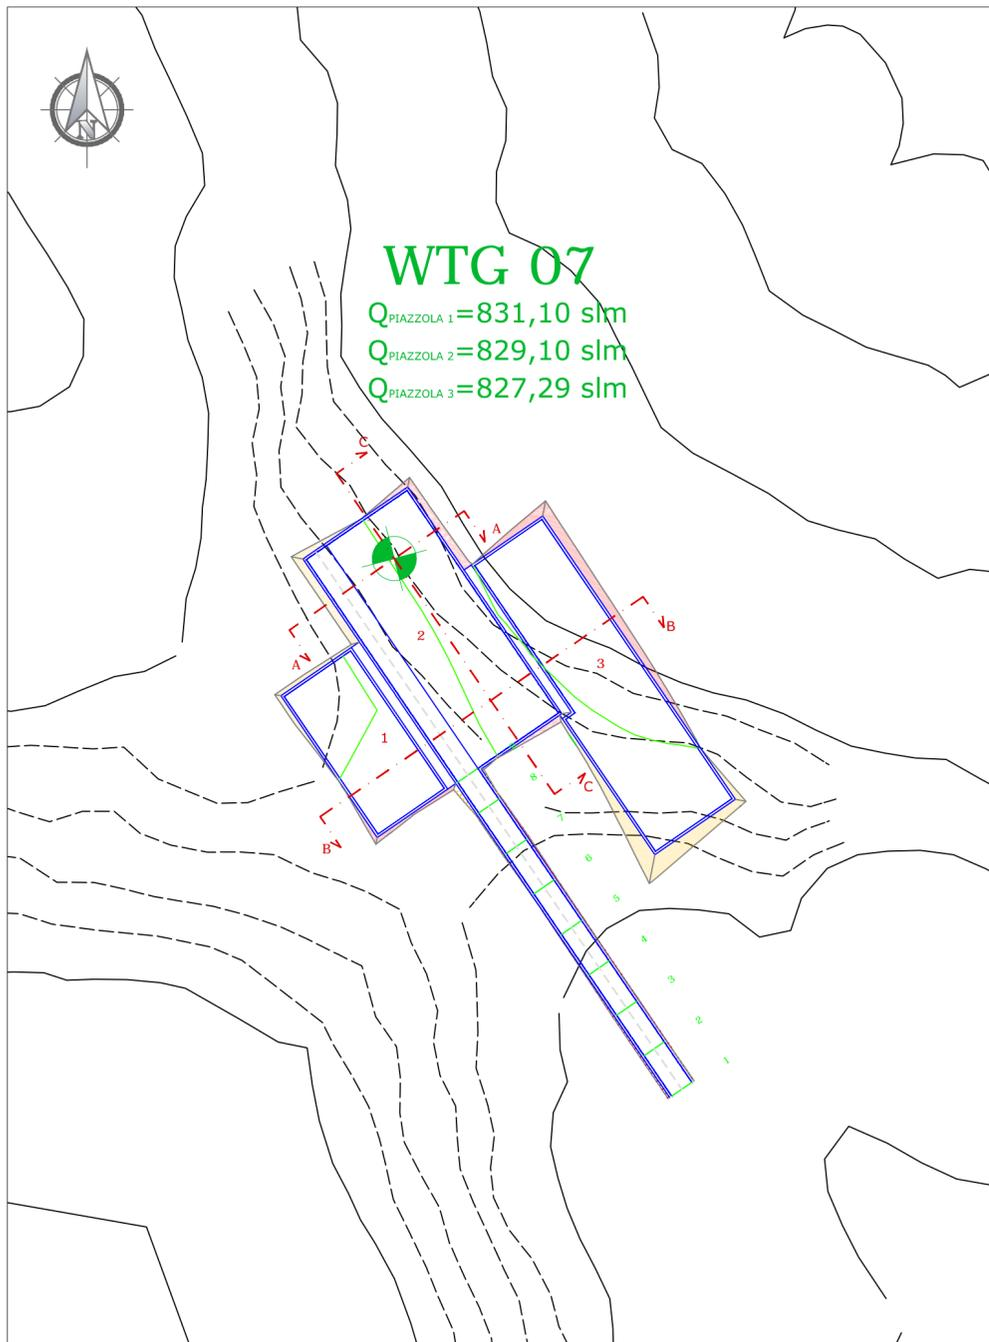 N
WTG 07
QPIAZZOLA 1=831,10 slm
QPIAZZOLA 2=829,10 slm
QPIAZZOLA 3=827,29 slm
C
A
B
2
3
A
1
8
C
7
B
6
5
4
3
2
1